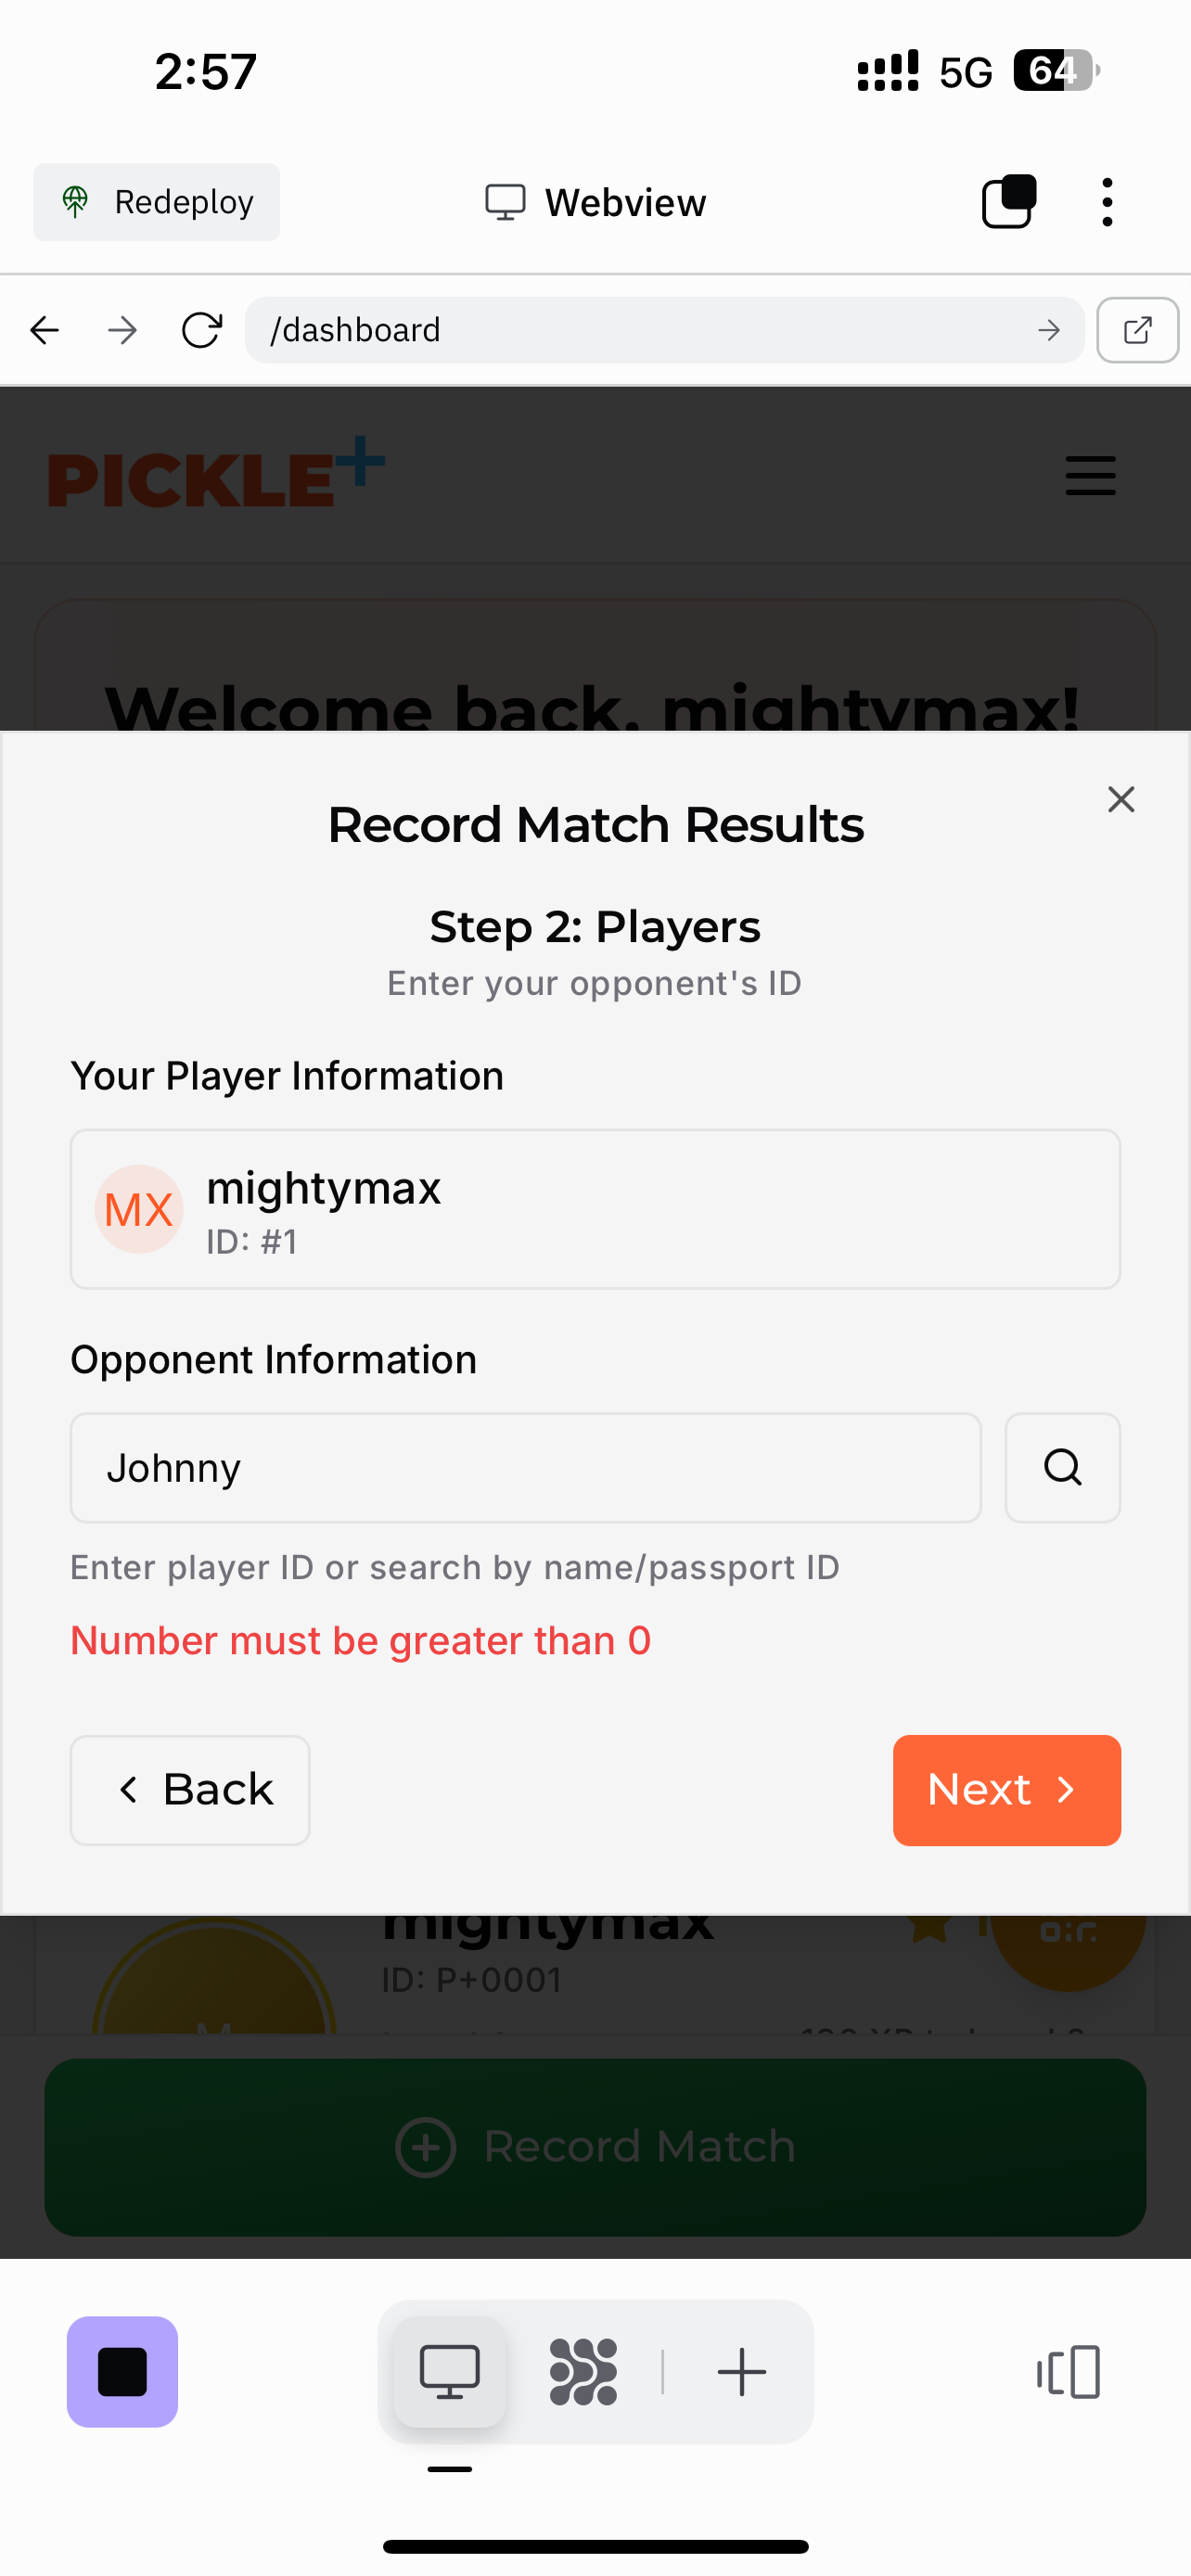 2:57
5G
64
Redeploy
Webview
/dashboard
PICKLE+
Welcome back, mightymax!
Record Match Results
Step 2: Players
Enter your opponent's ID
Your Player Information
MX
mightymax
ID: #1
Opponent Information
Johnny
Enter player ID or search by name/passport ID
Number must be greater than 0
Back
Next
mightymax
ID: P+0001
M
Record Match